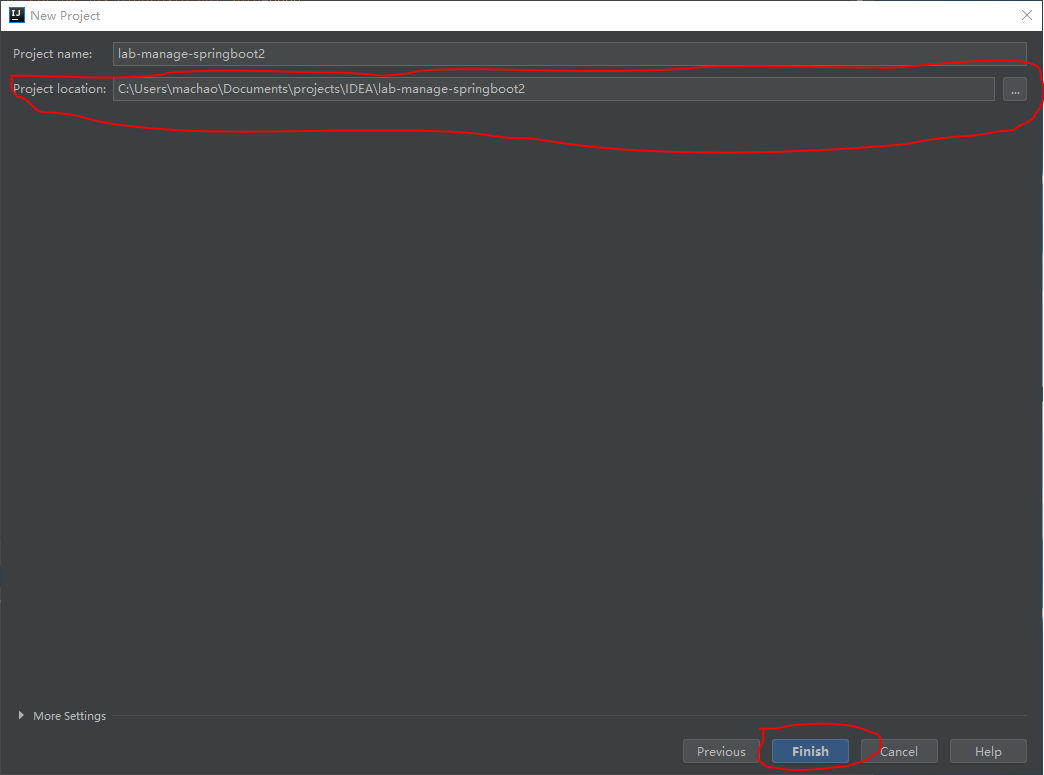 IJ New Project
Project name: lab-manage-springboot2
Project location: C:\Users\machao\Documents\projects\IDEA\lab-manage-springboot2 ...
More Settings
Previous Finish Cancel Help